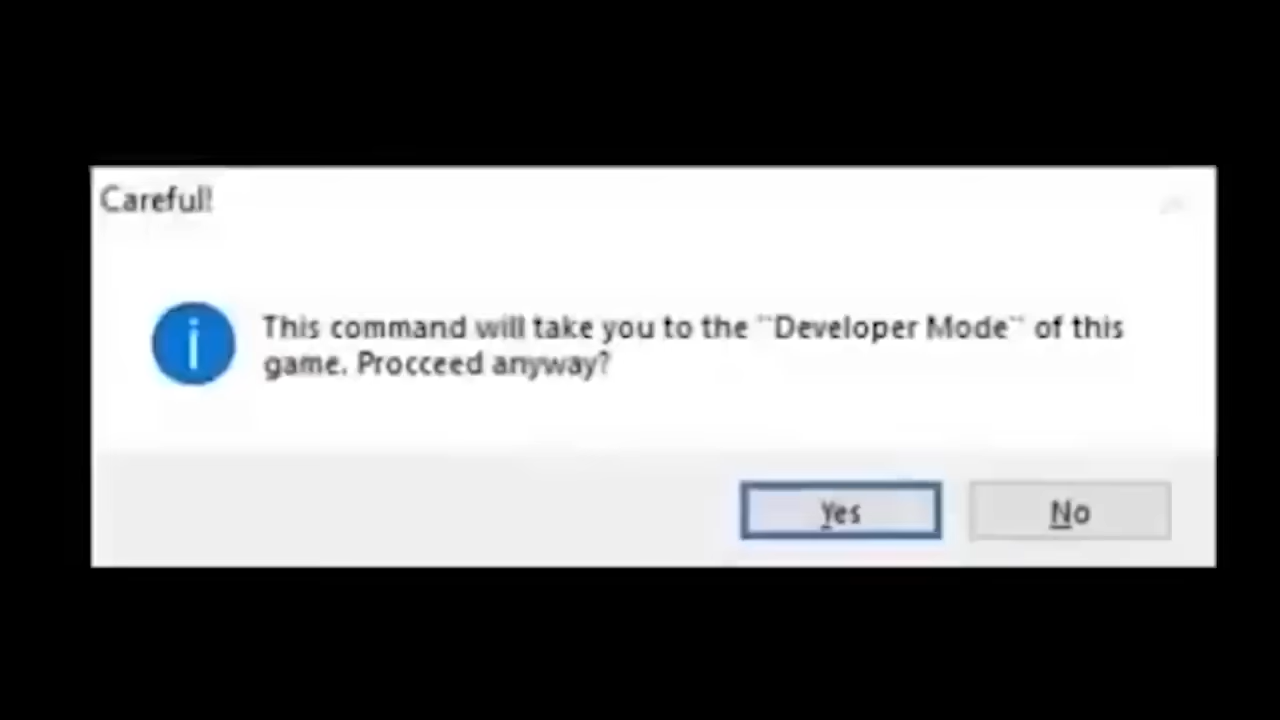 Careful!
This command will take you to the ``Developer Mode`` of this
game. Procceed anyway?
Yes
No